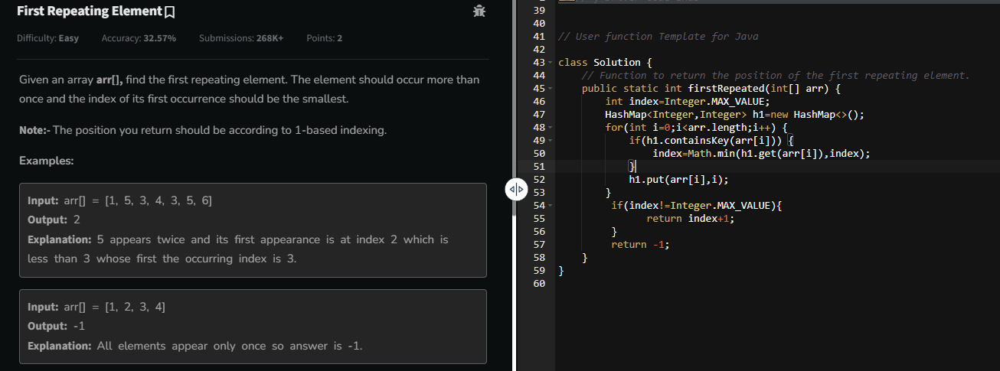 First Repeating Element
Difficulty: Easy Accuracy: 32.57% Submissions: 268K+ Points: 2
Given an array arr[], find the first repeating element. The element should occur more than
once and the index of its first occurrence should be the smallest.
Note:- The position you return should be according to 1-based indexing.
Examples:
Input: arr[] = [1, 5, 3, 4, 3, 5, 6]
Output: 2
Explanation: 5 appears twice and its first appearance is at index 2 which is
less than 3 whose first the occurring index is 3.
Input: arr[] = [1, 2, 3, 4]
Output: -1
Explanation: All elements appear only once so answer is -1.
39
40
41 // User function Template for Java
42
43 class Solution {
44 // Function to return the position of the first repeating element.
45 public static int firstRepeated(int[] arr) {
46 int index=Integer.MAX_VALUE;
47 HashMap<Integer,Integer> h1=new HashMap<>();
48 for(int i=0;i<arr.length;i++) {
49 if(h1.containsKey(arr[i])) {
50 index=Math.min(h1.get(arr[i]),index);
51 }
52 h1.put(arr[i],i);
53 }
54 if(index!=Integer.MAX_VALUE){
55 return index+1;
56 }
57 return -1;
58 }
59 }
60